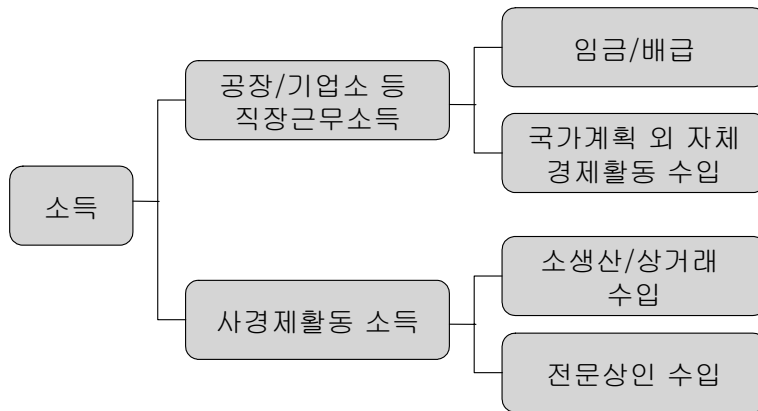 소득
공장/기업소 등
직장근무소득
임금/배급
국가계획 외 자체
경제활동 수입
사경제활동 소득
소생산/상거래
수입
전문상인 수입